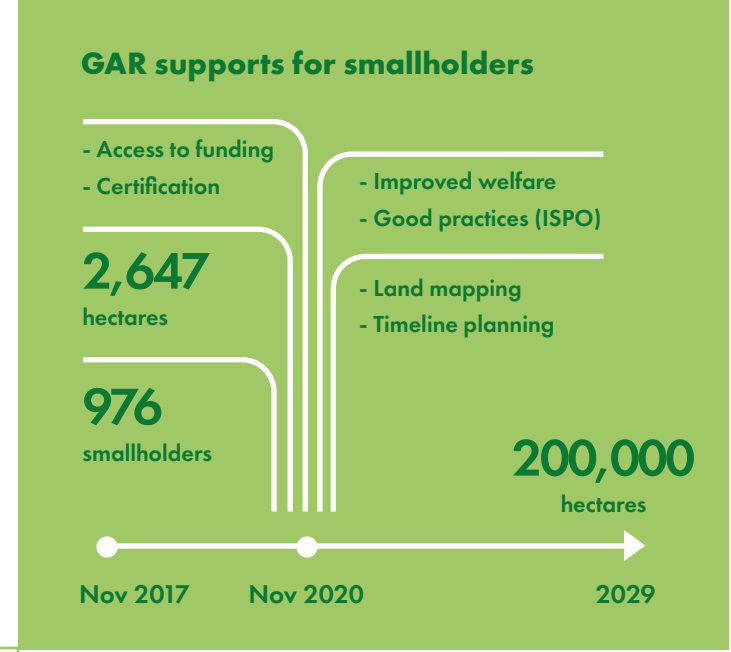 GAR supports for smallholders
- Access to funding
- Certification
- Improved welfare
- Good practices (ISPO)
2,647
hectares
- Land mapping
- Timeline planning
976
smallholders
200,000
hectares
Nov 2017
Nov 2020
2029